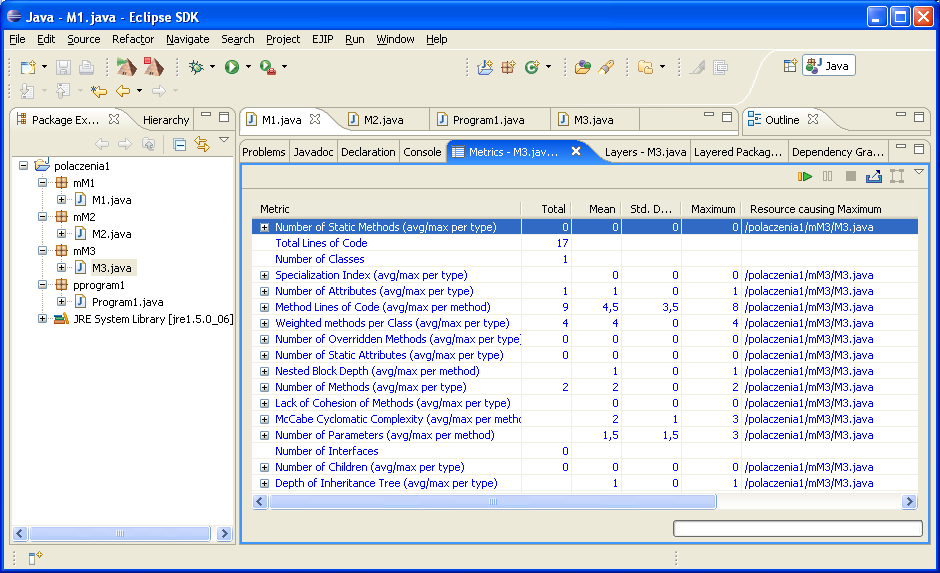 Java - M1.java - Eclipse SDK
File Edit Source Refactor Navigate Search Project EJIP Run Window Help
Java
Package Ex... Hierarchy
M1.java M2.java Program1.java M3.java
Outline
Problems Javadoc Declaration Console Metrics - M3.jav... Layers - M3.java Layered Packag... Dependency Gra...
polaczenia1
mM1
M1.java
mM2
M2.java
mM3
M3.java
pprogram1
Program1.java
JRE System Library [jre1.5.0_06]
Metric Total Mean Std. D... Maximum Resource causing Maximum
Number of Static Methods (avg/max per type) 0 0 0 0 /polaczenia1/mM3/M3.java
Total Lines of Code 17
Number of Classes 1
Specialization Index (avg/max per type) 0 0 0 /polaczenia1/mM3/M3.java
Number of Attributes (avg/max per type) 1 1 0 1 /polaczenia1/mM3/M3.java
Method Lines of Code (avg/max per method) 9 4,5 3,5 8 /polaczenia1/mM3/M3.java
Weighted methods per Class (avg/max per type) 4 4 0 4 /polaczenia1/mM3/M3.java
Number of Overridden Methods (avg/max per type) 0 0 0 0 /polaczenia1/mM3/M3.java
Number of Static Attributes (avg/max per type) 0 0 0 0 /polaczenia1/mM3/M3.java
Nested Block Depth (avg/max per method) 1 0 1 /polaczenia1/mM3/M3.java
Number of Methods (avg/max per type) 2 2 0 2 /polaczenia1/mM3/M3.java
Lack of Cohesion of Methods (avg/max per type) 0 0 0 /polaczenia1/mM3/M3.java
McCabe Cyclomatic Complexity (avg/max per metho 2 1 3 /polaczenia1/mM3/M3.java
Number of Parameters (avg/max per method) 1,5 1,5 3 /polaczenia1/mM3/M3.java
Number of Interfaces 0
Number of Children (avg/max per type) 0 0 0 0 /polaczenia1/mM3/M3.java
Depth of Inheritance Tree (avg/max per type) 1 0 1 /polaczenia1/mM3/M3.java